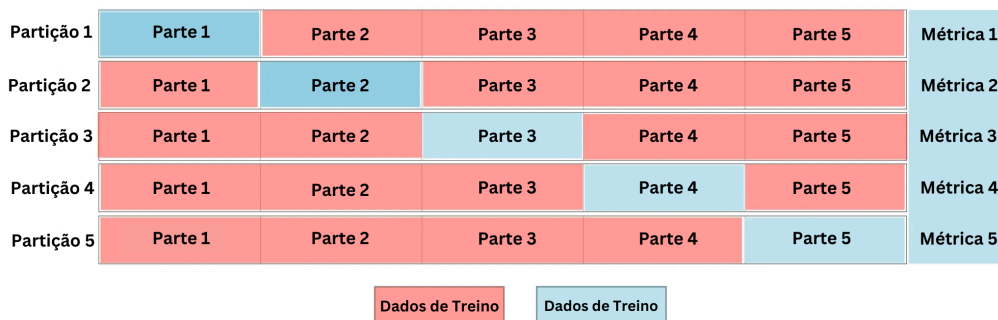 Partição 1 Parte 1 Parte 2 Parte 3 Parte 4 Parte 5 Métrica 1
Partição 2 Parte 1 Parte 2 Parte 3 Parte 4 Parte 5 Métrica 2
Partição 3 Parte 1 Parte 2 Parte 3 Parte 4 Parte 5 Métrica 3
Partição 4 Parte 1 Parte 2 Parte 3 Parte 4 Parte 5 Métrica 4
Partição 5 Parte 1 Parte 2 Parte 3 Parte 4 Parte 5 Métrica 5
Dados de Treino Dados de Treino